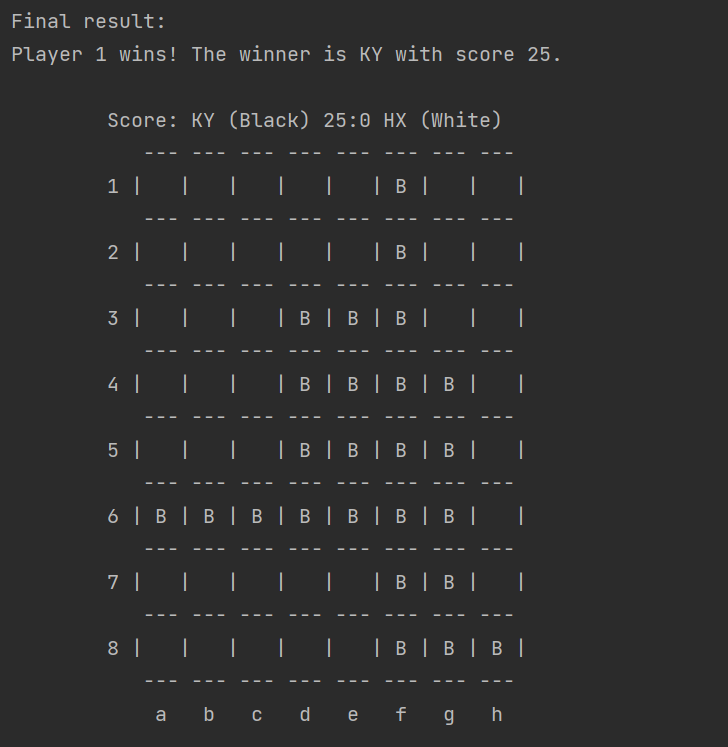 Final result:
Player 1 wins! The winner is KY with score 25.
Score: KY (Black) 25:0 HX (White)
--- --- --- --- --- --- --- ---
1 |   |   |   |   |   | B |   |   |
--- --- --- --- --- --- --- ---
2 |   |   |   |   |   | B |   |   |
--- --- --- --- --- --- --- ---
3 |   |   |   | B | B | B |   |   |
--- --- --- --- --- --- --- ---
4 |   |   |   | B | B | B | B |   |
--- --- --- --- --- --- --- ---
5 |   |   |   | B | B | B | B |   |
--- --- --- --- --- --- --- ---
6 | B | B | B | B | B | B | B |   |
--- --- --- --- --- --- --- ---
7 |   |   |   |   |   | B | B |   |
--- --- --- --- --- --- --- ---
8 |   |   |   |   |   | B | B | B |
--- --- --- --- --- --- --- ---
a   b   c   d   e   f   g   h